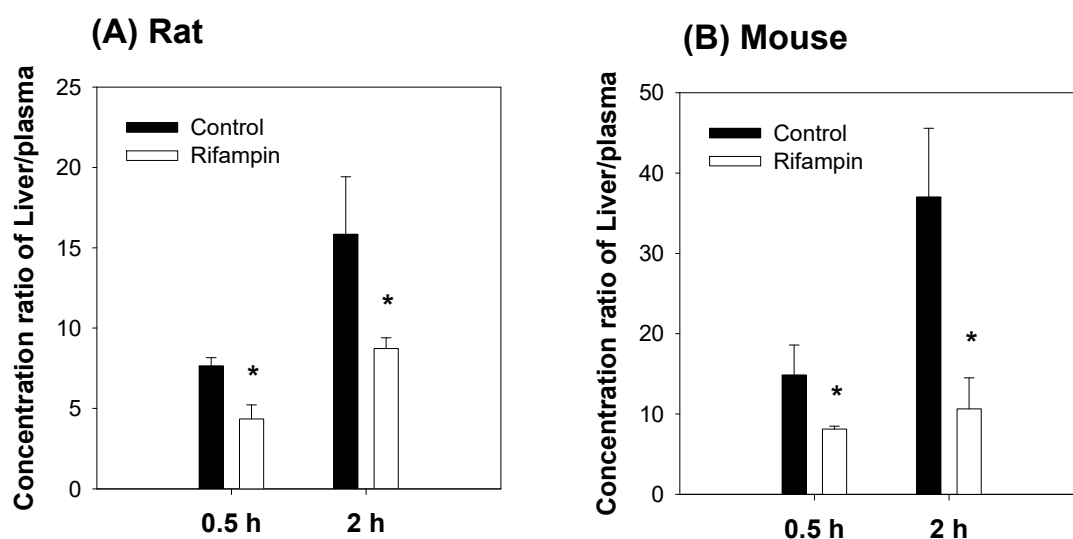 (A) Rat
Concentration ratio of Liver/plasma
25
20
15
10
5
0
Control
Rifampin
*
*
0.5 h
2 h
(B) Mouse
Concentration ratio of Liver/plasma
50
40
30
20
10
0
Control
Rifampin
*
*
0.5 h
2 h